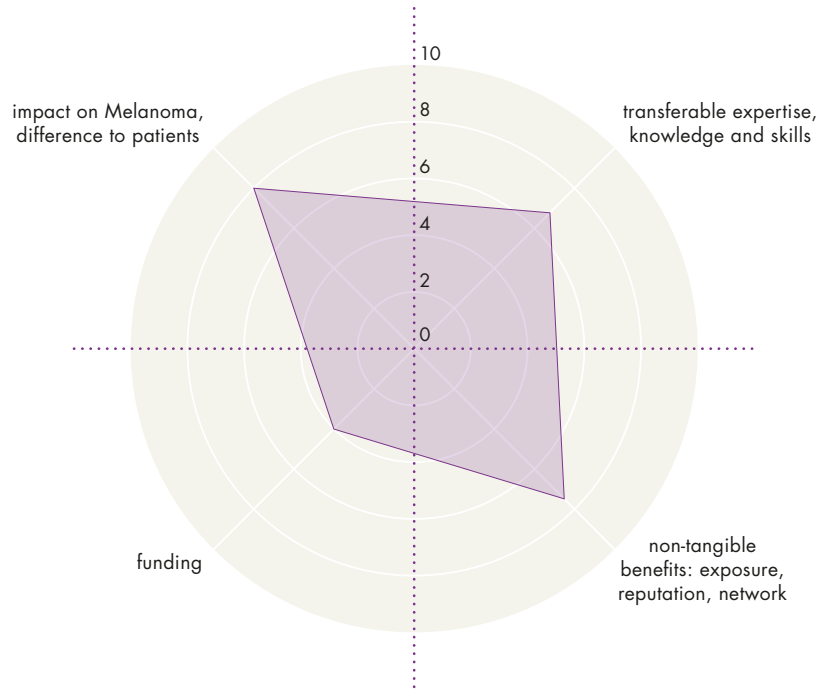 10
impact on Melanoma,
difference to patients
transferable expertise,
knowledge and skills
8
6
4
2
0
funding
non-tangible
benefits: exposure,
reputation, network